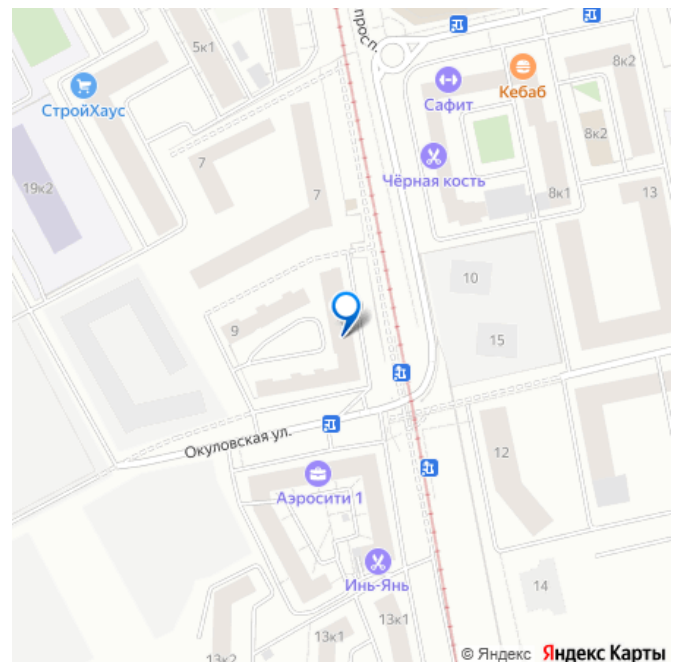 просп.
5к1
СтройХаус
Сафит
Кебаб
8к2
8к2
7
Чёрная кость
19к2
7
8к1
13
10
9
15
Окуловская ул.
12
Аэросити 1
Инь-Янь
14
13к1
13к1
13к2
© Яндекс Яндекс Карты